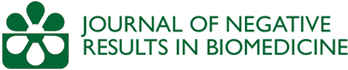 JOURNAL OF NEGATIVE
RESULTS IN BIOMEDICINE